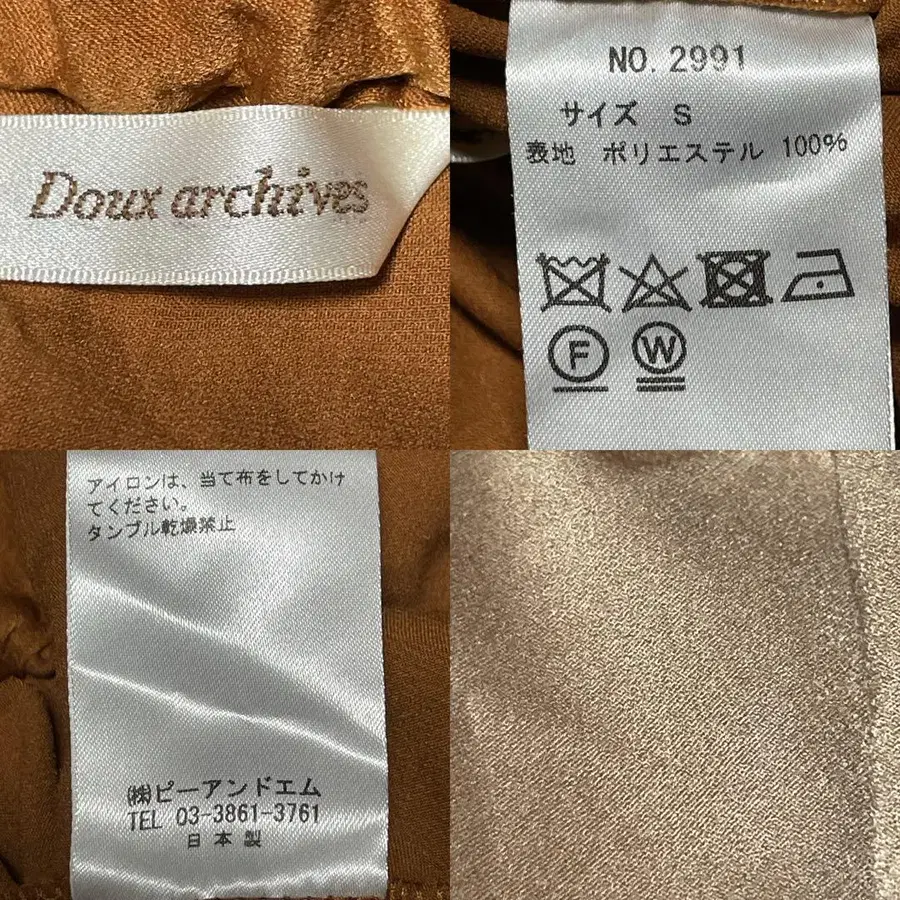 Doux archives
NO. 2991
サイズ S
表地 ポリエステル 100%
F
W
アイロンは、当て布をしてかけ
てください。
タンブル乾燥禁止
㈱ピーアンドエム
TEL 03-3861-3761
日本製